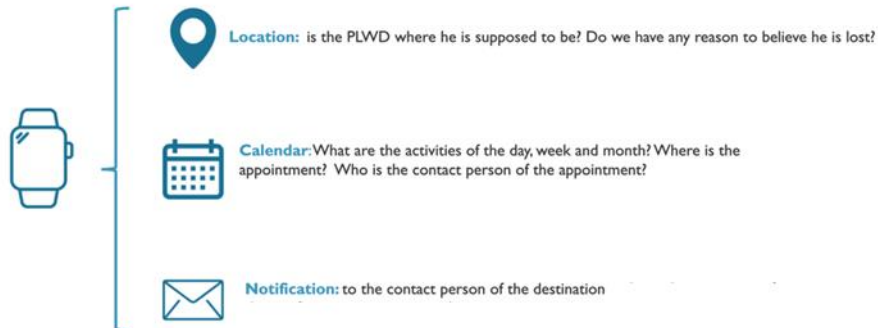 Location: is the PLWD where he is supposed to be? Do we have any reason to believe he is lost?
Calendar: What are the activities of the day, week and month? Where is the
appointment? Who is the contact person of the appointment?
Notification: to the contact person of the destination